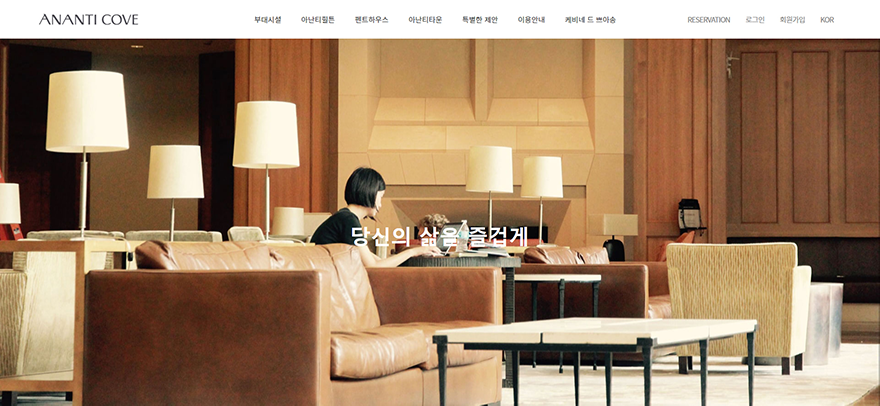 ANANTI COVE
부대시설 아난티힐튼 펜트하우스 아난티타운 특별한 제안 이용안내 캐비네 드 쁘아쏭 RESERVATION 로그인 회원가입 KOR
당신의 삶을 즐겁게